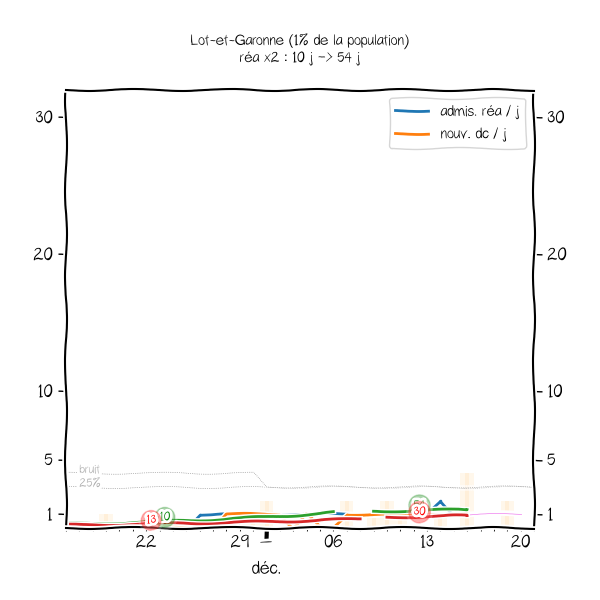 Lot-et-Garonne (1% de la population)
réa x2 : 10 j -> 54 j
admis. réa / j
nouv. dc / j
30 30
20 20
10 10
5 5
bruit
25%
1 13 10 30 1
22 29 06 13 20
déc.